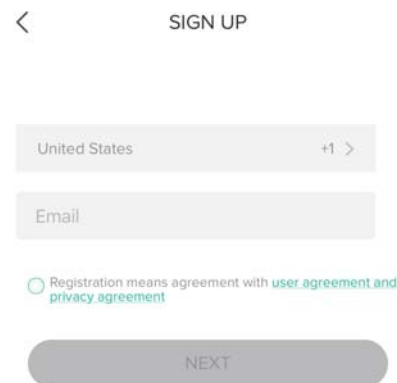 SIGN UP
United States +1
Email
Registration means agreement with user agreement and
privacy agreement
NEXT